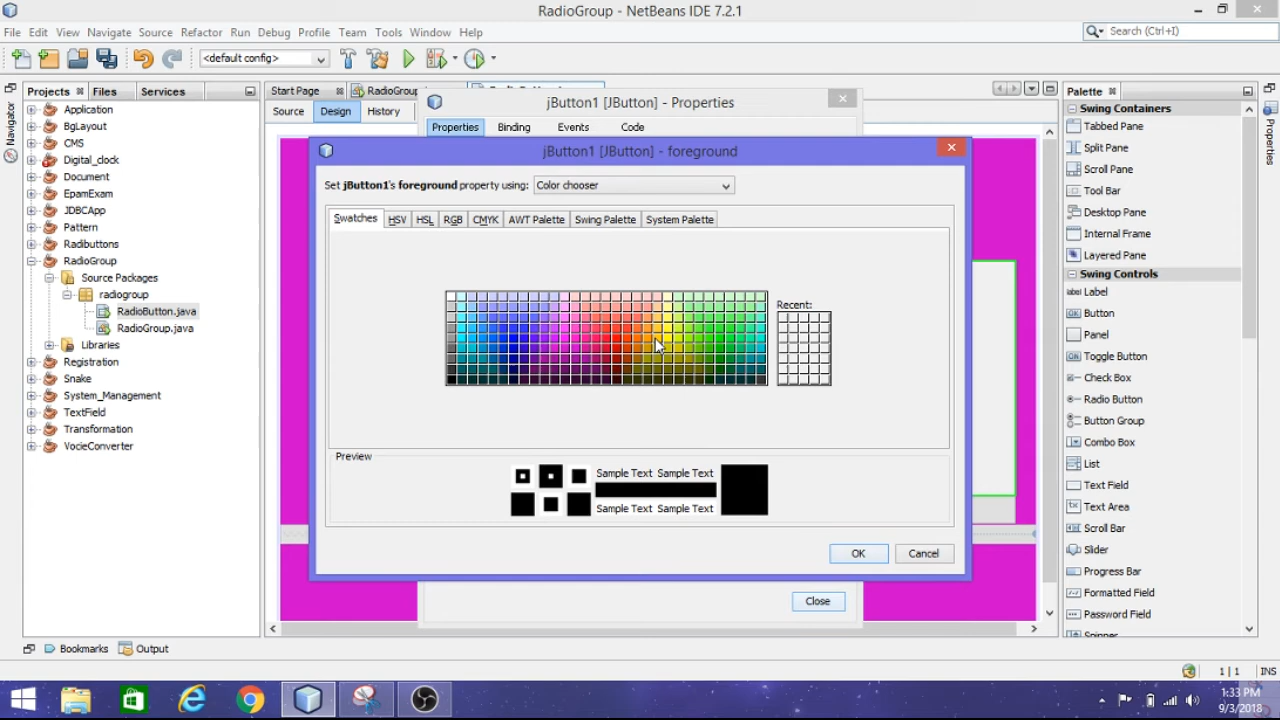 RadioGroup - NetBeans IDE 7.2.1
File Edit View Navigate Source Refactor Run Debug Profile Team Tools Window Help
Search (Ctrl+I)
<default config>
Projects Files Services
Start Page
RadioGroup
Source Design History
Navigator
Application
BgLayout
CMS
Digital_clock
Document
EpamExam
JDBCApp
Pattern
Radibuttons
RadioGroup
Source Packages
radiogroup
RadioButton.java
RadioGroup.java
Libraries
Registration
Snake
System_Management
TextField
Transformation
VocieConverter
jButton1 [JButton] - Properties
Properties Binding Events Code
jButton1 [JButton] - foreground
Set jButton1's foreground property using: Color chooser
Swatches HSV HSL RGB CMYK AWT Palette Swing Palette System Palette
Recent:
Preview
Sample Text Sample Text
Sample Text Sample Text
OK Cancel
Close
Palette
Swing Containers
Tabbed Pane
Split Pane
Scroll Pane
Tool Bar
Desktop Pane
Internal Frame
Layered Pane
Swing Controls
label Label
OK Button
Panel
OK Toggle Button
Check Box
Radio Button
Button Group
Combo Box
List
Text Field
Text Area
Scroll Bar
Slider
Progress Bar
Formatted Field
Password Field
Spinner
Properties
Bookmarks Output
1 | 1 INS
1:33 PM
9/3/2018